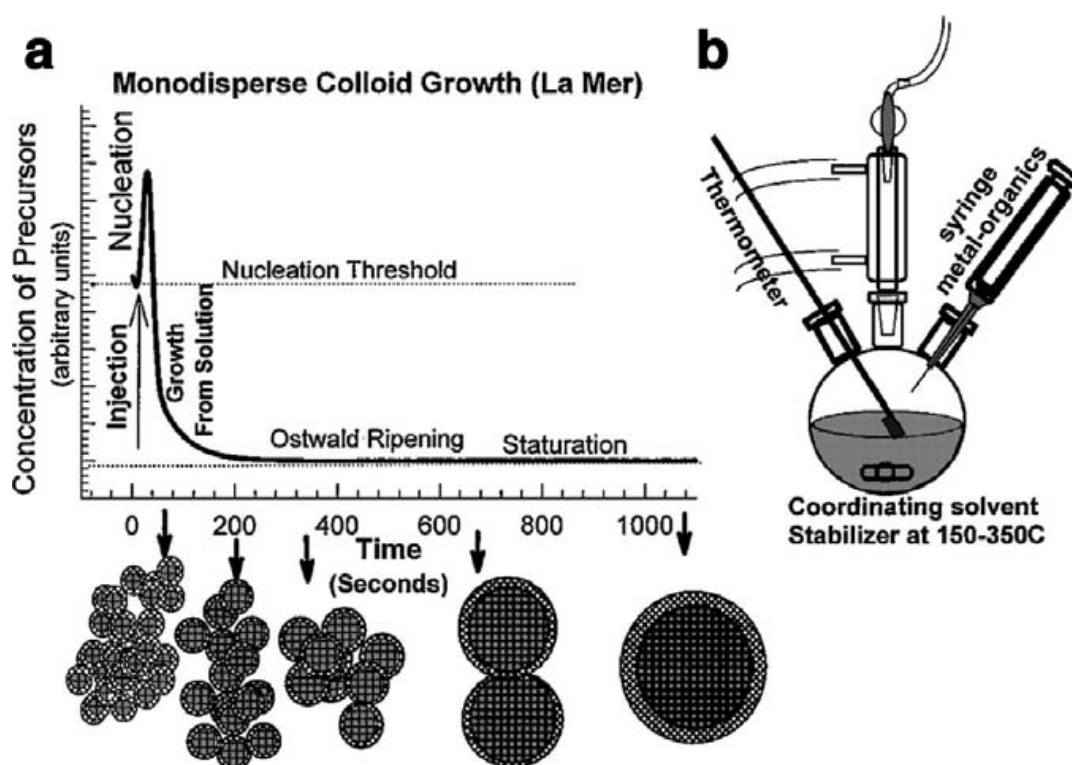 a
Monodisperse Colloid Growth (La Mer)
Concentration of Precursors
(arbitrary units)
Nucleation
Injection
Nucleation Threshold
Growth
From Solution
Ostwald Ripening
Staturation
0 200 400 600 800 1000
Time
(Seconds)
b
Thermometer
syringe
metal-organics
Coordinating solvent
Stabilizer at 150-350C